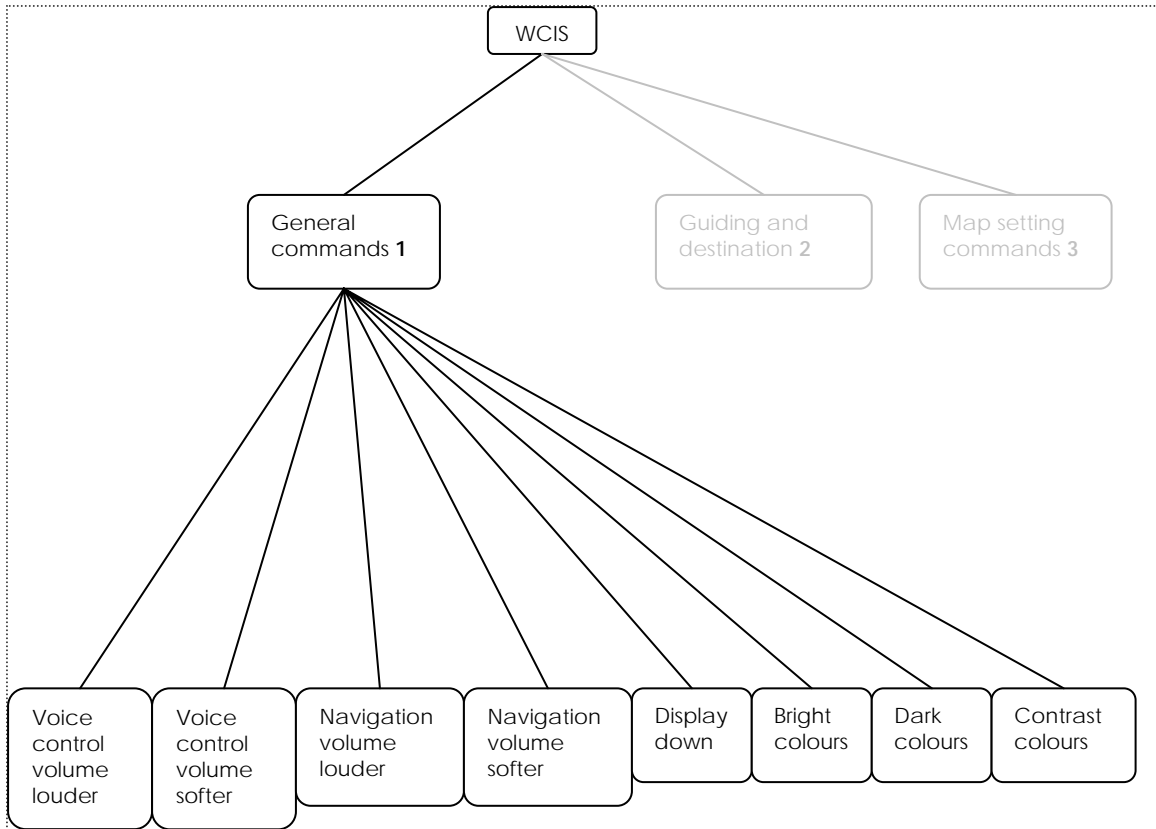 WCIS
General
commands 1
Guiding and
destination 2
Map setting
commands 3
Voice
control
volume
louder
Voice
control
volume
softer
Navigation
volume
louder
Navigation
volume
softer
Display
down
Bright
colours
Dark
colours
Contrast
colours